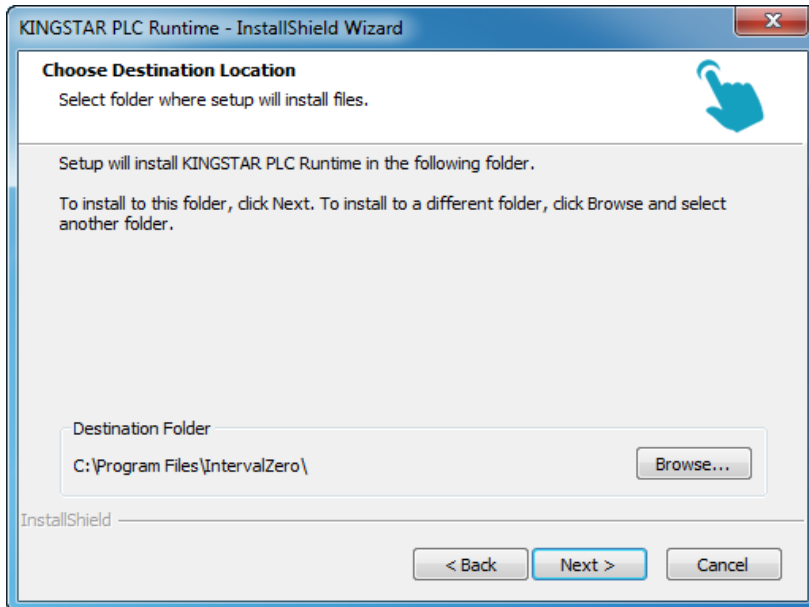 KINGSTAR PLC Runtime - InstallShield Wizard
Choose Destination Location
Select folder where setup will install files.
Setup will install KINGSTAR PLC Runtime in the following folder.
To install to this folder, click Next. To install to a different folder, click Browse and select
another folder.
Destination Folder
C:\Program Files\IntervalZero\
Browse...
InstallShield
< Back
Next >
Cancel